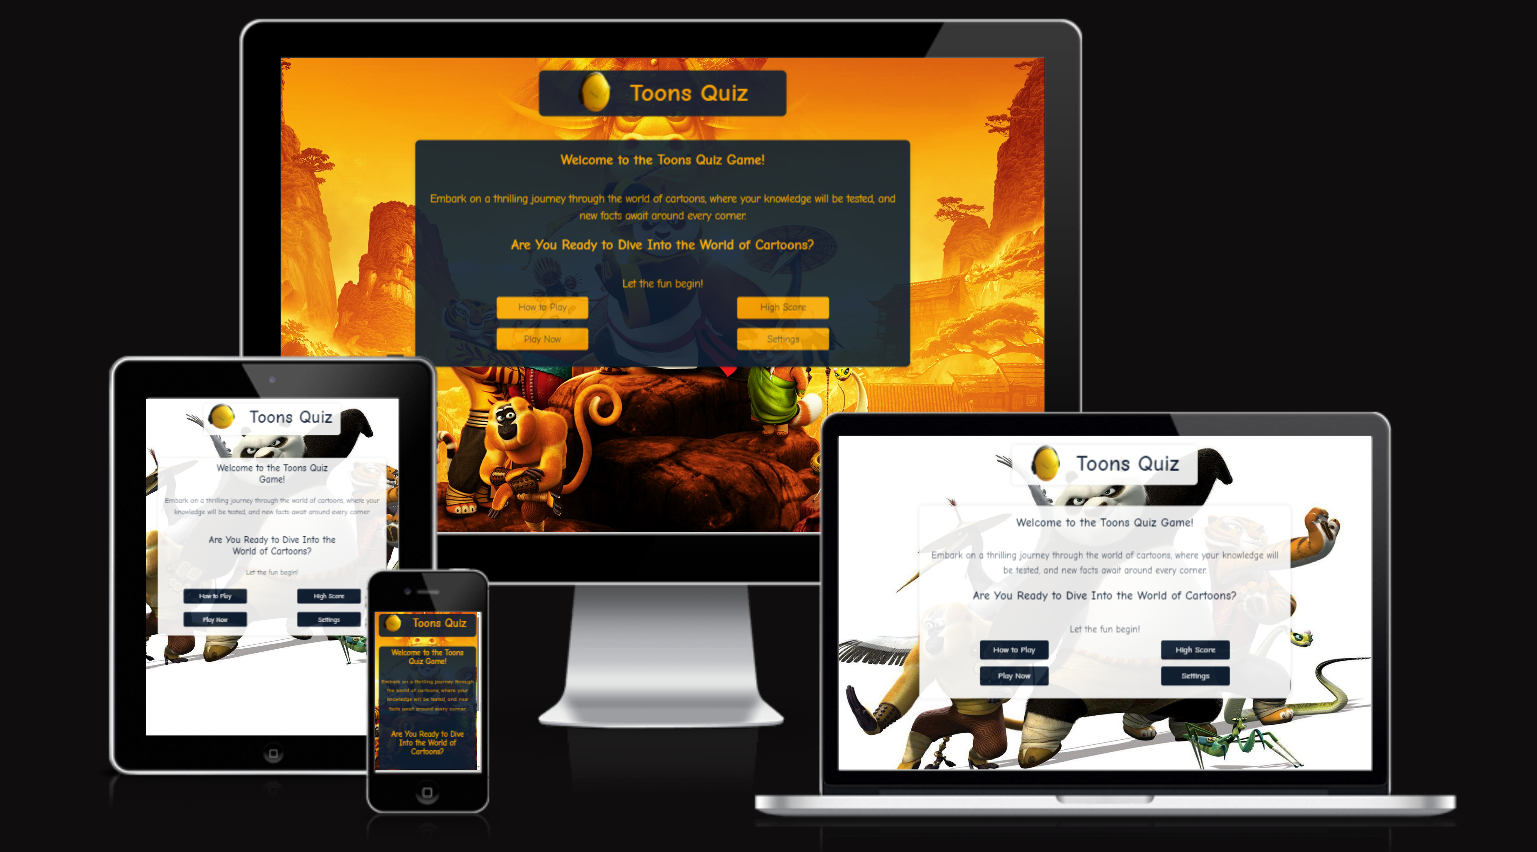 Toons Quiz
Welcome to the Toons Quiz Game!
Embark on a thrilling journey through the world of cartoons, where your knowledge will be tested, and
new facts await around every corner.
Are You Ready to Dive Into the World of Cartoons?
Let the fun begin!
How to Play
High Score
Play Now
Settings
Toons Quiz
Welcome to the Toons Quiz
Game!
Embark on a thrilling journey through the world of cartoons, where your
knowledge will be tested, and new facts await around every corner.
Are You Ready to Dive Into the
World of Cartoons?
Let the fun begin!
How to Play
High Score
Play Now
Settings
Toons Quiz
Welcome to the Toons
Quiz Game!
Embark on a thrilling journey through
the world of cartoons, where your
knowledge will be tested, and new
facts await around every corner.
Are You Ready to Dive
Into the World of
Cartoons?
Toons Quiz
Welcome to the Toons Quiz Game!
Embark on a thrilling journey through the world of cartoons, where your knowledge will
be tested, and new facts await around every corner.
Are You Ready to Dive Into the World of Cartoons?
Let the fun begin!
How to Play
High Score
Play Now
Settings